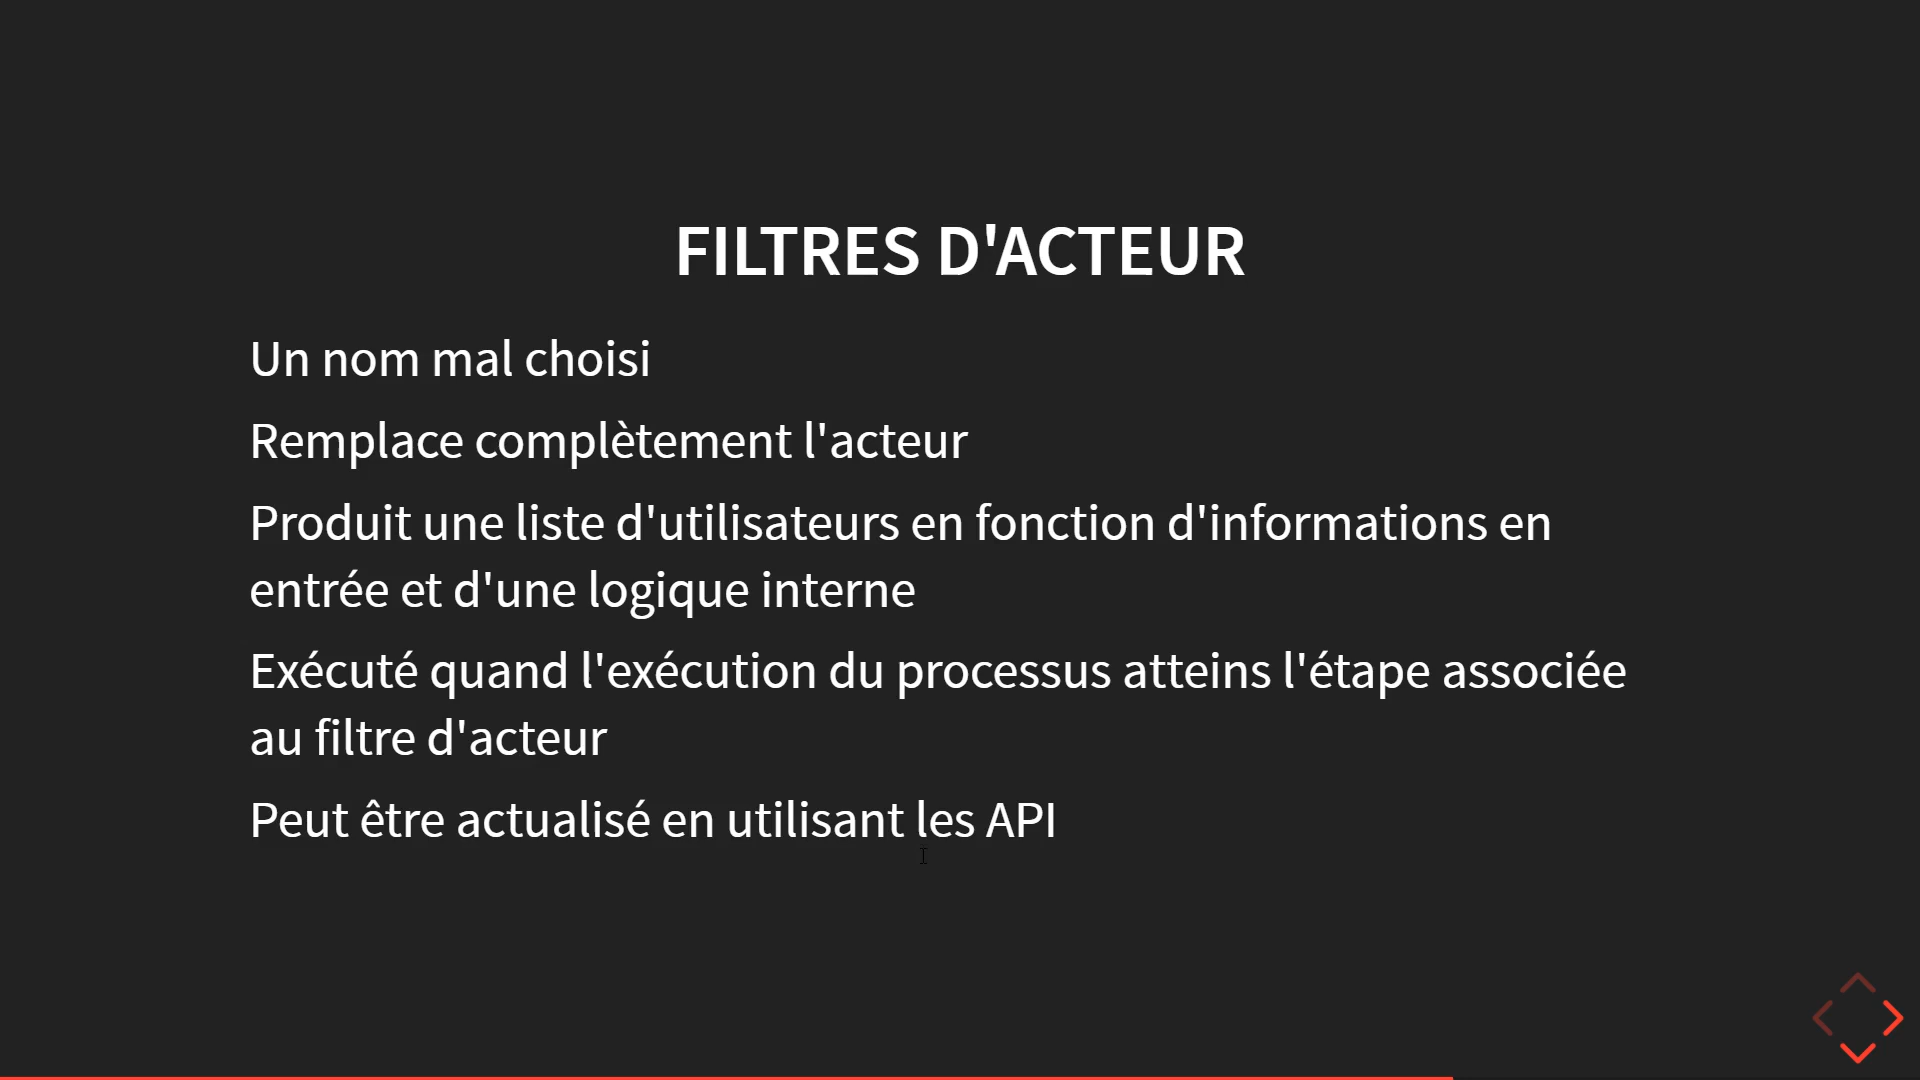 FILTRES D'ACTEUR
Un nom mal choisi
Remplace complètement l'acteur
Produit une liste d'utilisateurs en fonction d'informations en
entrée et d'une logique interne
Exécuté quand l'exécution du processus atteins l'étape associée
au filtre d'acteur
Peut être actualisé en utilisant les API